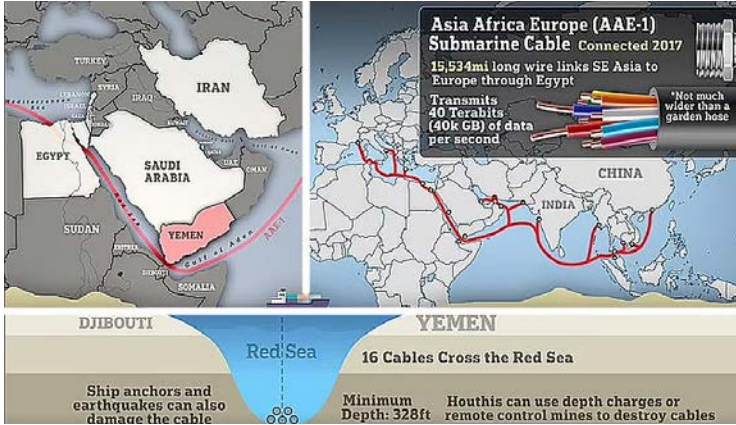 Asia Africa Europe (AAE-1)
Submarine Cable Connected 2017
15,534mi long wire links SE Asia to
Europe through Egypt
Transmits
40 Terabits
(40k GB) of data
per second
*Not much
wider than a
garden hose
TURKEY
SYRIA
LEBANON
ISRAEL
IRAQ
IRAN
KUWAIT
EGYPT
SAUDI
ARABIA
QATAR
UAE
OMAN
SUDAN
YEMEN
ERITREA
Gulf of Aden
AAE-1
DJIBOUTI
SOMALIA
CHINA
INDIA
DJIBOUTI
YEMEN
Red Sea
16 Cables Cross the Red Sea
Ship anchors and
earthquakes can also
damage the cable
Minimum
Depth: 328ft
Houthis can use depth charges or
remote control mines to destroy cables